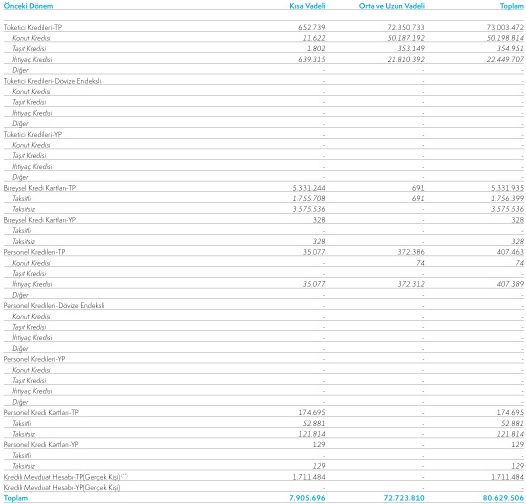 Önceki Dönem Kısa Vadeli Orta ve Uzun Vadeli Toplam
Tüketici Kredileri-TP 652.739 72.350.733 73.003.472
Konut Kredisi 11.622 50.187.192 50.198.814
Taşıt Kredisi 1.802 353.149 354.951
İhtiyaç Kredisi 639.315 21.810.392 22.449.707
Diğer - - -
Tüketici Kredileri-Dövize Endeksli - - -
Konut Kredisi - - -
Taşıt Kredisi - - -
İhtiyaç Kredisi - - -
Diğer - - -
Tüketici Kredileri-YP - - -
Konut Kredisi - - -
Taşıt Kredisi - - -
İhtiyaç Kredisi - - -
Diğer - - -
Bireysel Kredi Kartları-TP 5.331.244 691 5.331.935
Taksitli 1.755.708 691 1.756.399
Taksitsiz 3.575.536 - 3.575.536
Bireysel Kredi Kartları-YP 328 - 328
Taksitli - - -
Taksitsiz 328 - 328
Personel Kredileri-TP 35.077 372.386 407.463
Konut Kredisi - 74 74
Taşıt Kredisi - - -
İhtiyaç Kredisi 35.077 372.312 407.389
Diğer - - -
Personel Kredileri-Dövize Endeksli - - -
Konut Kredisi - - -
Taşıt Kredisi - - -
İhtiyaç Kredisi - - -
Diğer - - -
Personel Kredileri-YP - - -
Konut Kredisi - - -
Taşıt Kredisi - - -
İhtiyaç Kredisi - - -
Diğer - - -
Personel Kredi Kartları-TP 174.695 - 174.695
Taksitli 52.881 - 52.881
Taksitsiz 121.814 - 121.814
Personel Kredi Kartları-YP 129 - 129
Taksitli - - -
Taksitsiz 129 - 129
Kredili Mevduat Hesabı-TP(Gerçek Kişi) (*) 1.711.484 - 1.711.484
Kredili Mevduat Hesabı-YP(Gerçek Kişi) - - -
Toplam 7.905.696 72.723.810 80.629.506